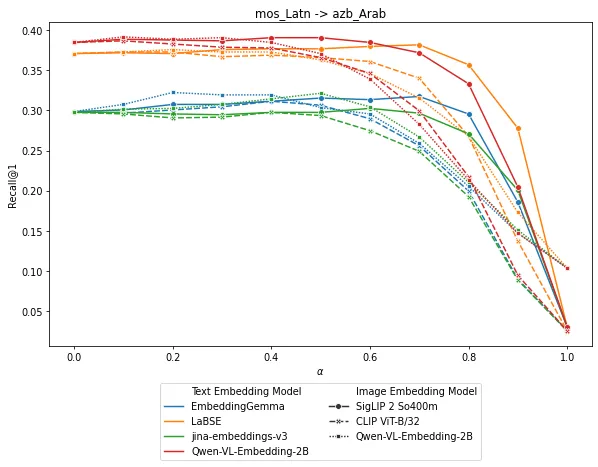 mos_Latn -> azb_Arab
Recall@1
0.40
0.35
0.30
0.25
0.20
0.15
0.10
0.05
0.0 0.2 0.4 0.6 0.8 1.0
α
Text Embedding Model Image Embedding Model
EmbeddingGemma SigLIP 2 So400m
LaBSE CLIP ViT-B/32
jina-embeddings-v3 Qwen-VL-Embedding-2B
Qwen-VL-Embedding-2B